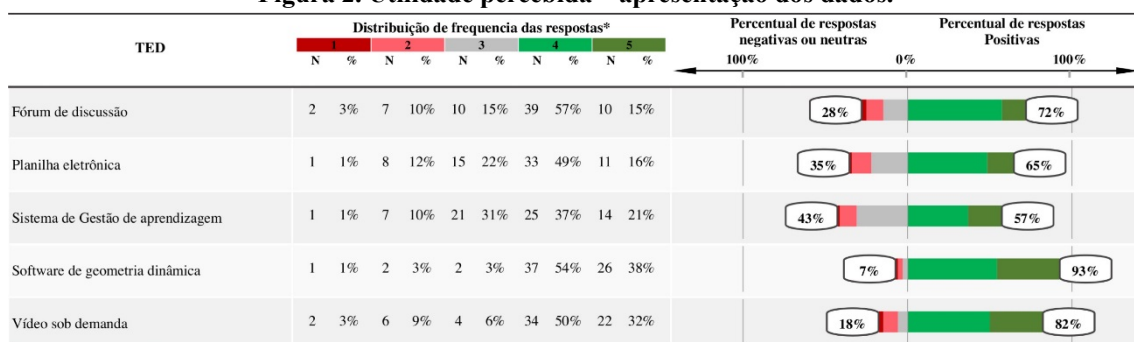 Figura 2. Utilidade percebida – apresentação dos dados.
TED
Distribuição de frequencia das respostas*
1 2 3 4 5
N % N % N % N % N %
Percentual de respostas
negativas ou neutras
Percentual de respostas
Positivas
100% 0% 100%
Fórum de discussão 2 3% 7 10% 10 15% 39 57% 10 15% 28% 72%
Planilha eletrônica 1 1% 8 12% 15 22% 33 49% 11 16% 35% 65%
Sistema de Gestão de aprendizagem 1 1% 7 10% 21 31% 25 37% 14 21% 43% 57%
Software de geometria dinâmica 1 1% 2 3% 2 3% 37 54% 26 38% 7% 93%
Vídeo sob demanda 2 3% 6 9% 4 6% 34 50% 22 32% 18% 82%